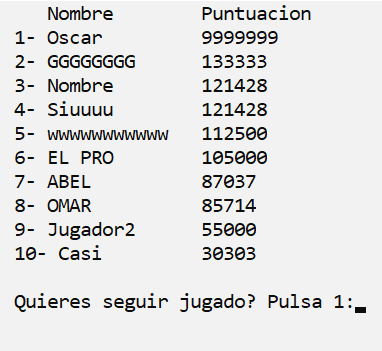 Nombre Puntuacion
1- Oscar 9999999
2- GGGGGGGG 133333
3- Nombre 121428
4- Siuuuu 121428
5- wwwwwwwwwww 112500
6- EL PRO 105000
7- ABEL 87037
8- OMAR 85714
9- Jugador2 55000
10- Casi 30303
Quieres seguir jugado? Pulsa 1: